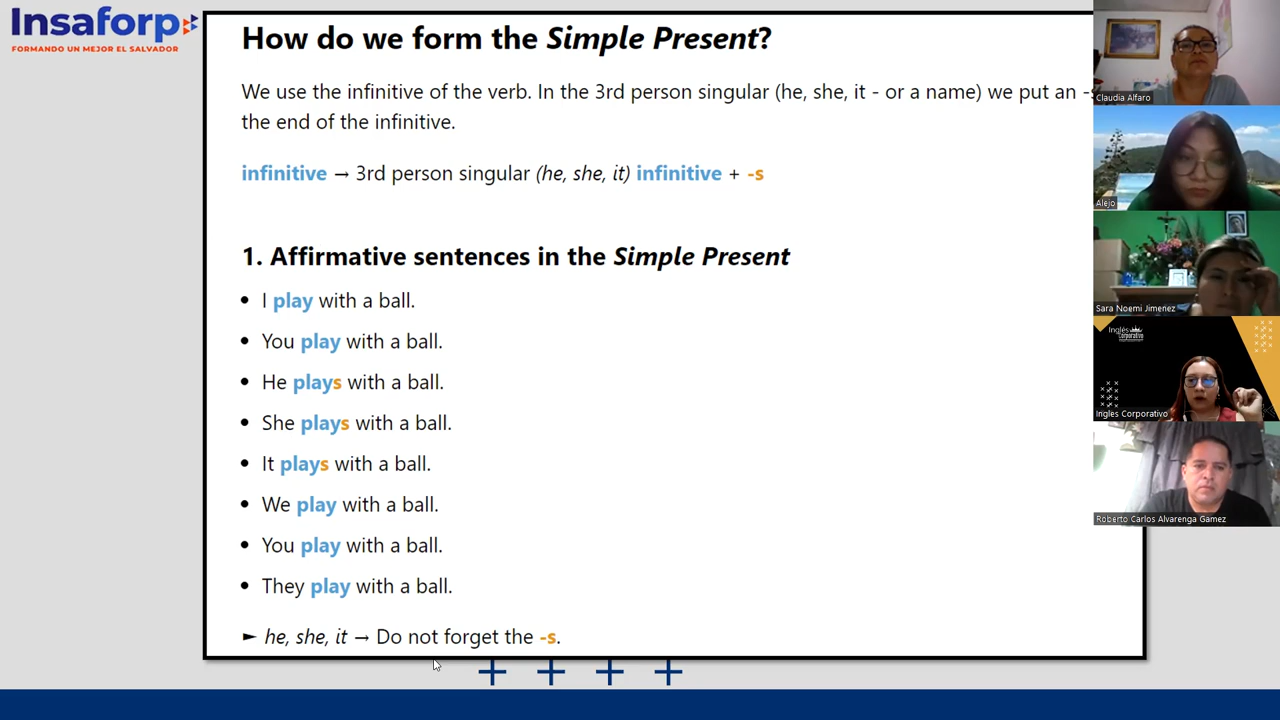 Insaforp
FORMANDO UN MEJOR EL SALVADOR
How do we form the Simple Present?
We use the infinitive of the verb. In the 3rd person singular (he, she, it - or a name) we put an
the end of the infinitive.
infinitive → 3rd person singular (he, she, it) infinitive + -s
1. Affirmative sentences in the Simple Present
• I play with a ball.
• You play with a ball.
• He plays with a ball.
• She plays with a ball.
• It plays with a ball.
• We play with a ball.
• You play with a ball.
• They play with a ball.
► he, she, it → Do not forget the -s.
Claudia Alfaro
Alejo
Sara Noemi Jimenez
Inglés
Corporativo
Ingles Corporativo
Roberto Carlos Alvarenga Gamez